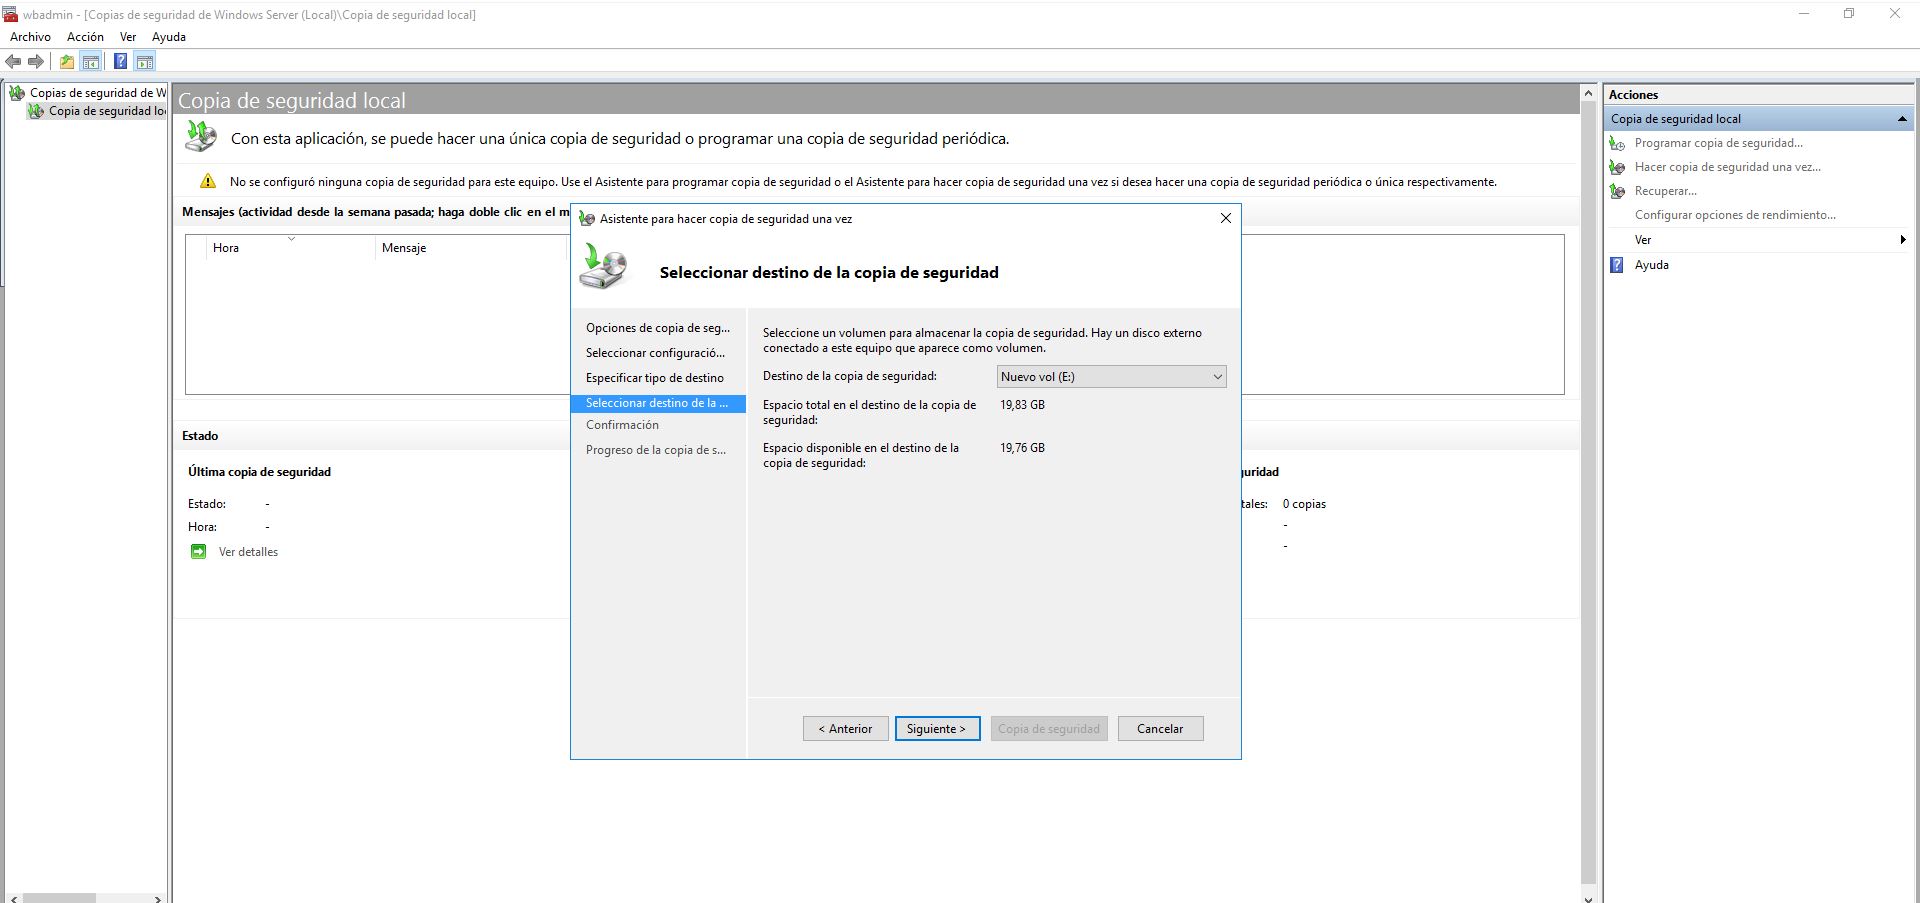 wbadmin - [Copias de seguridad de Windows Server (Local)\Copia de seguridad local]
Archivo Acción Ver Ayuda
Copias de seguridad de W
Copia de seguridad lo
Copia de seguridad local
Con esta aplicación, se puede hacer una única copia de seguridad o programar una copia de seguridad periódica.
No se configuró ninguna copia de seguridad para este equipo. Use el Asistente para programar copia de seguridad o el Asistente para hacer copia de seguridad una vez si desea hacer una copia de seguridad periódica o única respectivamente.
Mensajes (actividad desde la semana pasada; haga doble clic en el m
Hora Mensaje
Estado
Última copia de seguridad
Estado: -
Hora: -
Ver detalles
guridad
tales: 0 copias
-
-
Asistente para hacer copia de seguridad una vez
Seleccionar destino de la copia de seguridad
Opciones de copia de seg...
Seleccionar configuració...
Especificar tipo de destino
Seleccionar destino de la ...
Confirmación
Progreso de la copia de s...
Seleccione un volumen para almacenar la copia de seguridad. Hay un disco externo
conectado a este equipo que aparece como volumen.
Destino de la copia de seguridad: Nuevo vol (E:)
Espacio total en el destino de la copia de 19,83 GB
seguridad:
Espacio disponible en el destino de la 19,76 GB
copia de seguridad:
< Anterior Siguiente > Copia de seguridad Cancelar
Acciones
Copia de seguridad local
Programar copia de seguridad...
Hacer copia de seguridad una vez...
Recuperar...
Configurar opciones de rendimiento...
Ver
Ayuda